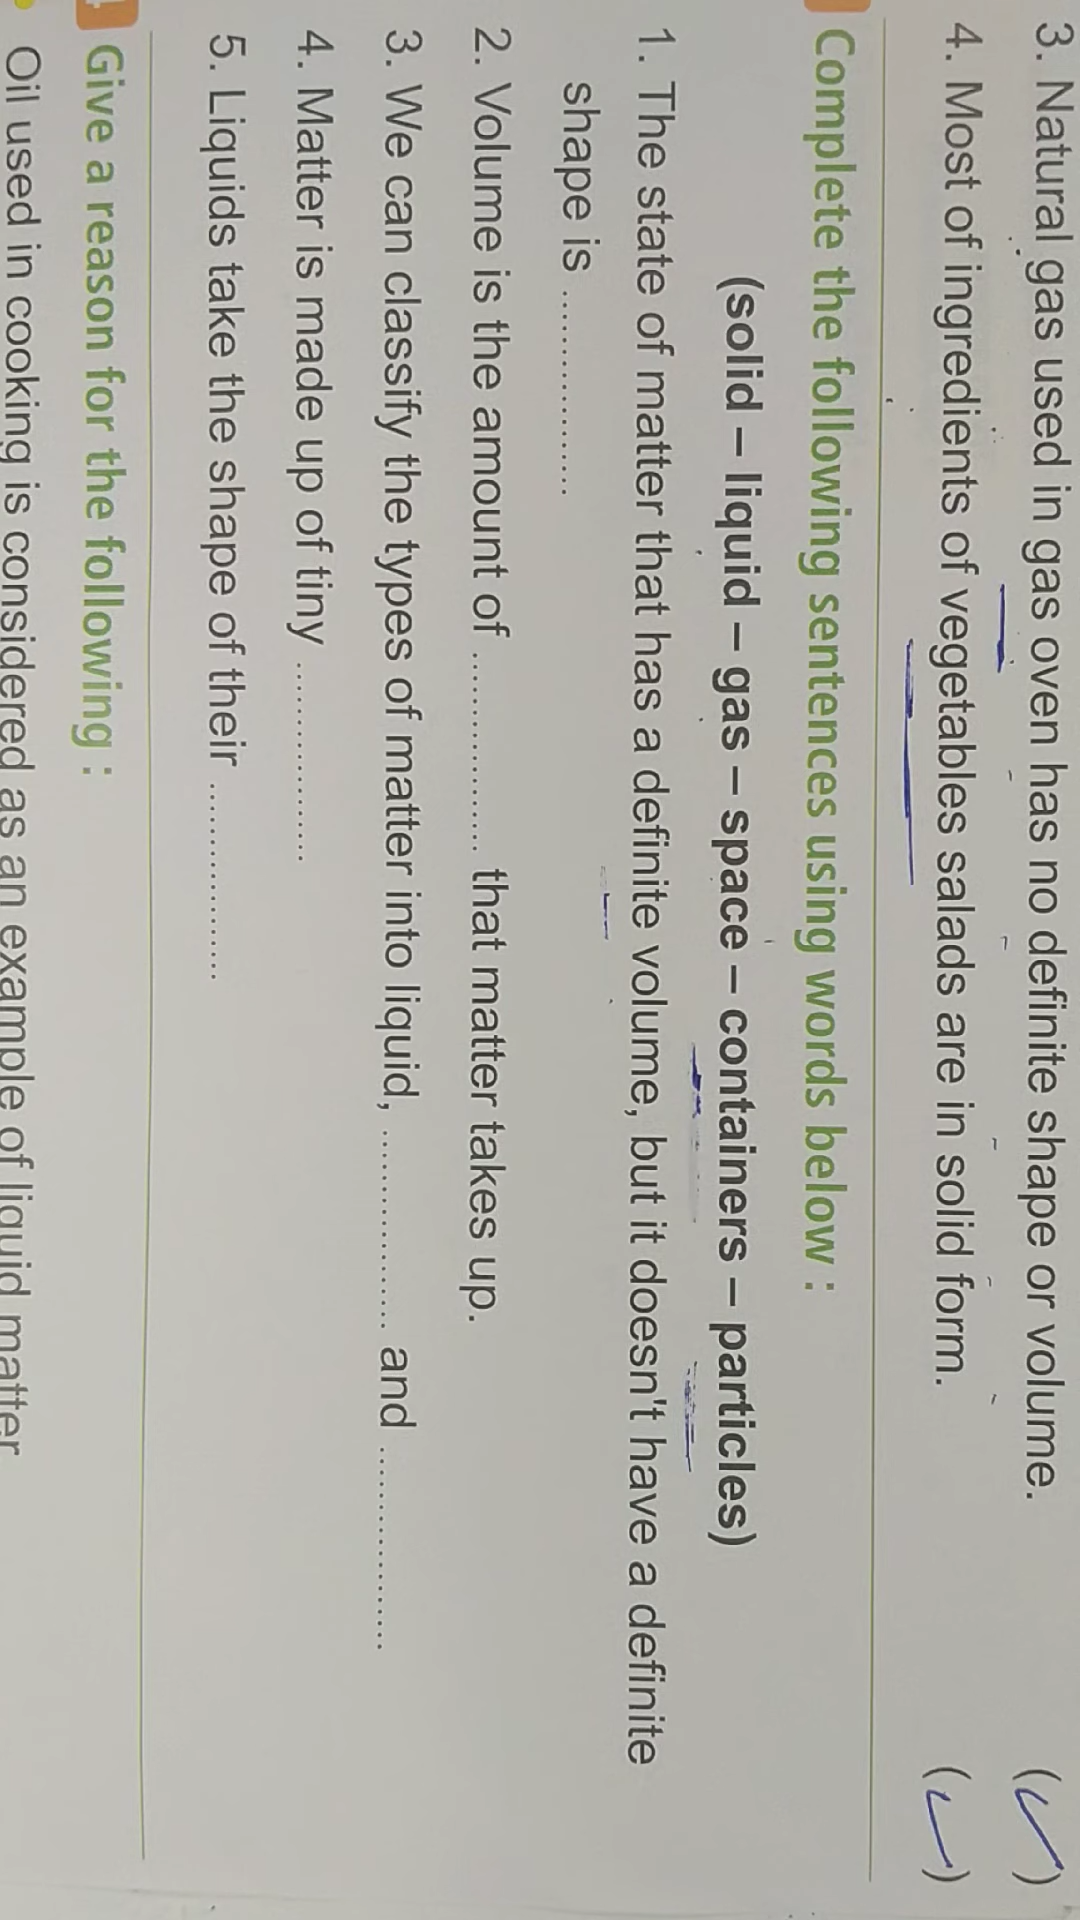 3. Natural gas used in gas oven has no definite shape or volume. (✓)
4. Most of ingredients of vegetables salads are in solid form. (✓)
Complete the following sentences using words below :
(solid – liquid – gas – space – containers – particles)
1. The state of matter that has a definite volume, but it doesn't have a definite
shape is ................
2. Volume is the amount of ................ that matter takes up.
3. We can classify the types of matter into liquid, ................ and ................
4. Matter is made up of tiny ................
5. Liquids take the shape of their ................
Give a reason for the following :
Oil used in cooking is considered as an example of liquid matter